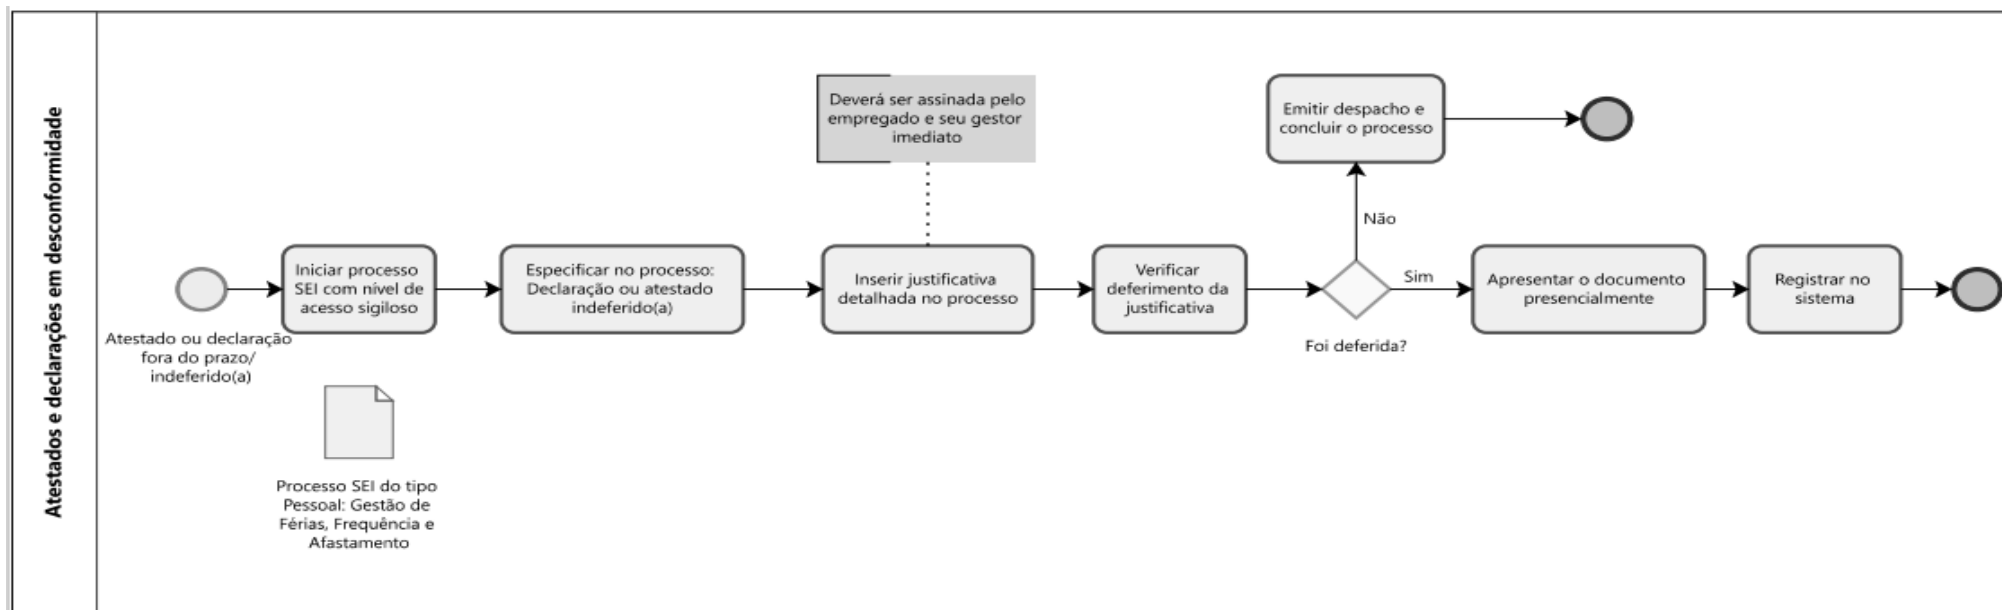 Atestados e declarações em desconformidade
Atestado ou declaração
fora do prazo/
indeferido(a)
Iniciar processo
SEI com nível de
acesso sigiloso
Processo SEI do tipo
Pessoal: Gestão de
Férias, Frequência e
Afastamento
Especificar no processo:
Declaração ou atestado
indeferido(a)
Deverá ser assinada pelo
empregado e seu gestor
imediato
Inserir justificativa
detalhada no processo
Verificar
deferimento da
justificativa
Foi deferida?
Não
Emitir despacho e
concluir o processo
Sim
Apresentar o documento
presencialmente
Registrar no
sistema